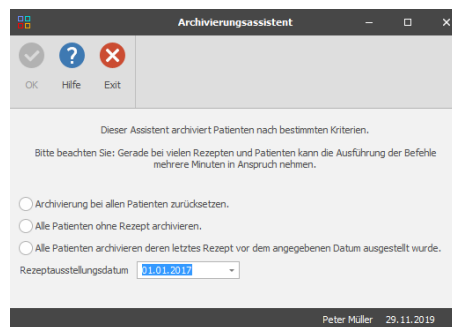 Archivierungsassistent
OK Hilfe Exit
Dieser Assistent archiviert Patienten nach bestimmten Kriterien.
Bitte beachten Sie: Gerade bei vielen Rezepten und Patienten kann die Ausführung der Befehle
mehrere Minuten in Anspruch nehmen.
Archivierung bei allen Patienten zurücksetzen.
Alle Patienten ohne Rezept archivieren.
Alle Patienten archivieren deren letztes Rezept vor dem angegebenen Datum ausgestellt wurde.
Rezeptausstellungsdatum 01.01.2017
Peter Müller 29.11.2019